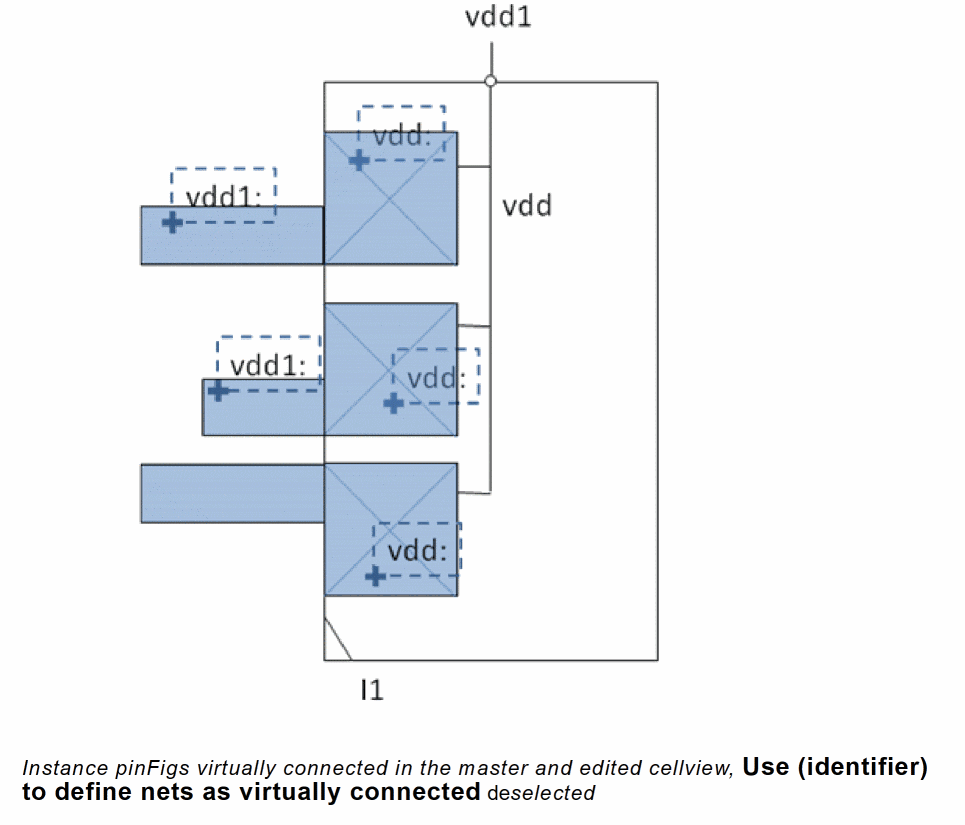 vdd1
vdd:
vdd1:
vdd
vdd1:
vdd:
vdd:
I1
Instance pinFigs virtually connected in the master and edited cellview, Use (identifier)
to define nets as virtually connected deselected